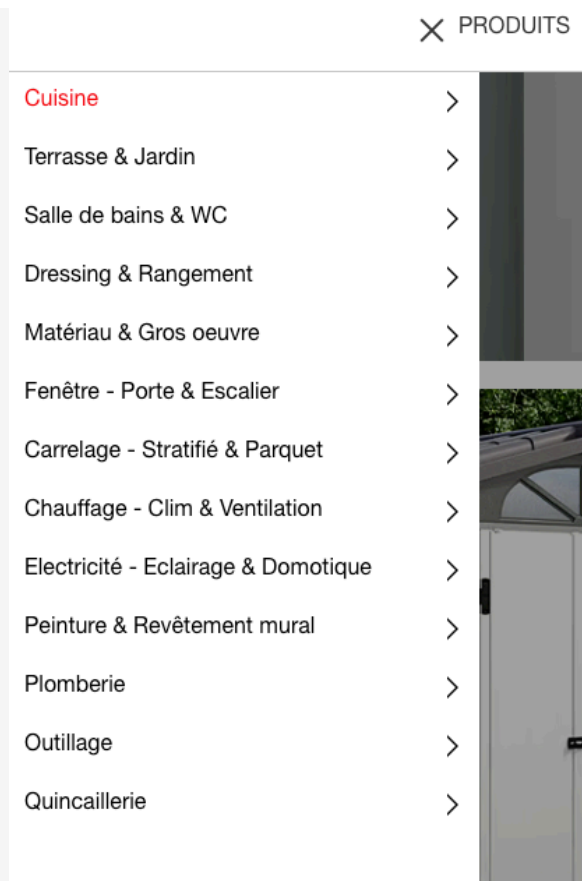 PRODUITS
Cuisine
Terrasse & Jardin
Salle de bains & WC
Dressing & Rangement
Matériau & Gros oeuvre
Fenêtre - Porte & Escalier
Carrelage - Stratifié & Parquet
Chauffage - Clim & Ventilation
Electricité - Eclairage & Domotique
Peinture & Revêtement mural
Plomberie
Outillage
Quincaillerie